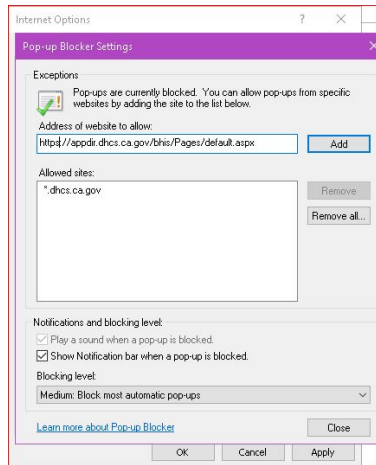 Internet Options
Pop-up Blocker Settings
Exceptions
Pop-ups are currently blocked. You can allow pop-ups from specific
websites by adding the site to the list below.
Address of website to allow:
https://appdir.dhcs.ca.gov/bhis/Pages/default.aspx
Add
Allowed sites:
*.dhcs.ca.gov
Remove
Remove all...
Notifications and blocking level:
Play a sound when a pop-up is blocked.
Show Notification bar when a pop-up is blocked.
Blocking level:
Medium: Block most automatic pop-ups
Learn more about Pop-up Blocker
Close
OK Cancel Apply